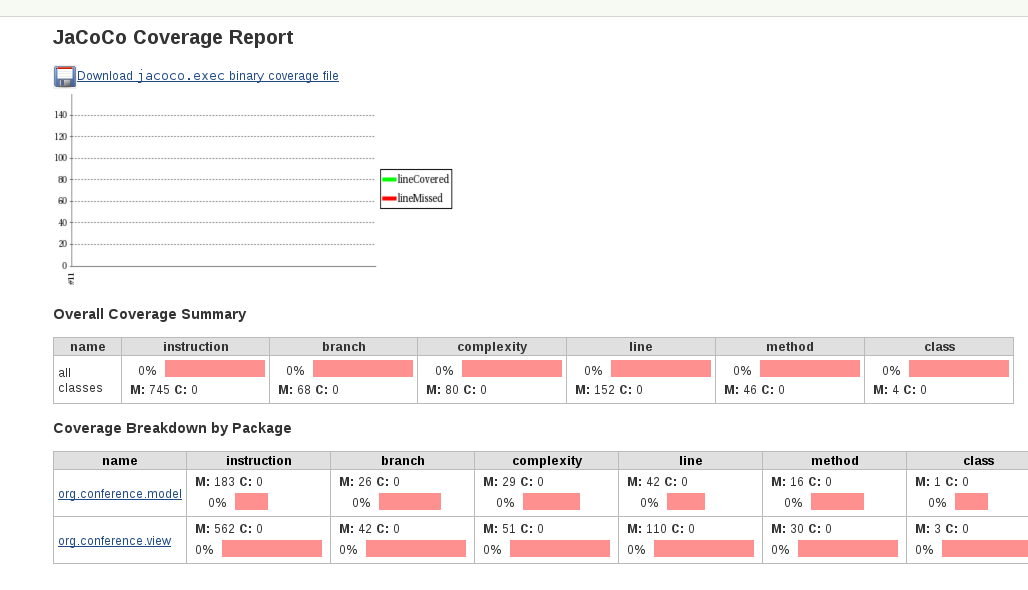 JaCoCo Coverage Report
Download jacoco.exec binary coverage file
140
120
100
80
60
40
20
0
#11
lineCovered
lineMissed
Overall Coverage Summary
name instruction branch complexity line method class
all classes 0% M: 745 C: 0 0% M: 68 C: 0 0% M: 80 C: 0 0% M: 152 C: 0 0% M: 46 C: 0 0% M: 4 C: 0
Coverage Breakdown by Package
name instruction branch complexity line method class
org.conference.model M: 183 C: 0 0% M: 26 C: 0 0% M: 29 C: 0 0% M: 42 C: 0 0% M: 16 C: 0 0% M: 1 C: 0 0%
org.conference.view M: 562 C: 0 0% M: 42 C: 0 0% M: 51 C: 0 0% M: 110 C: 0 0% M: 30 C: 0 0% M: 3 C: 0 0%